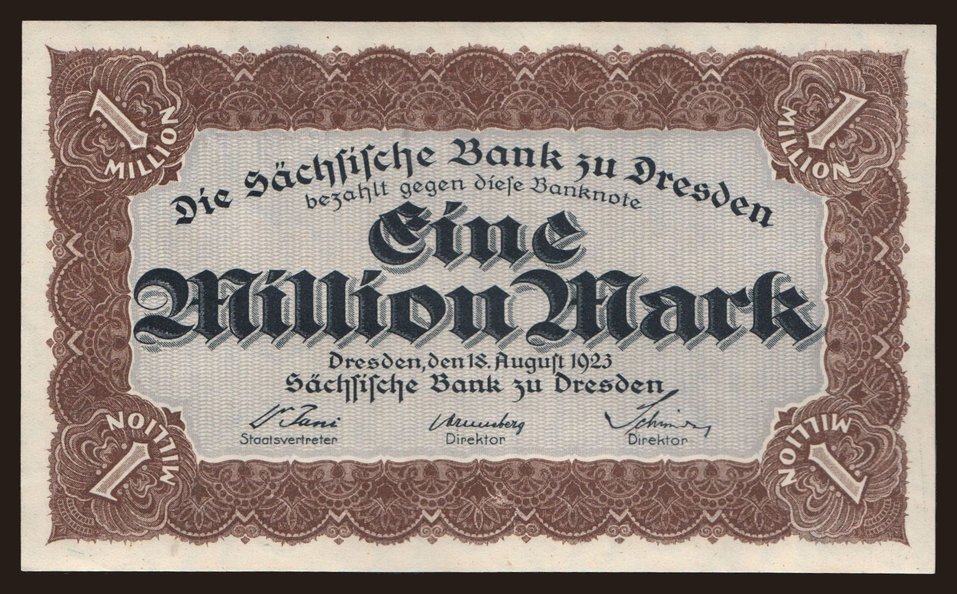 1 MILLION
1 MILLION
Die Sächſiſche Bank zu Dresden
bezahlt gegen dieſe Banknote
Eine
Million Mark
Dresden, den 18. Auguſt 1923
Sächſiſche Bank zu Dresden
Staatsvertreter Direktor Direktor
1 MILLION
1 MILLION